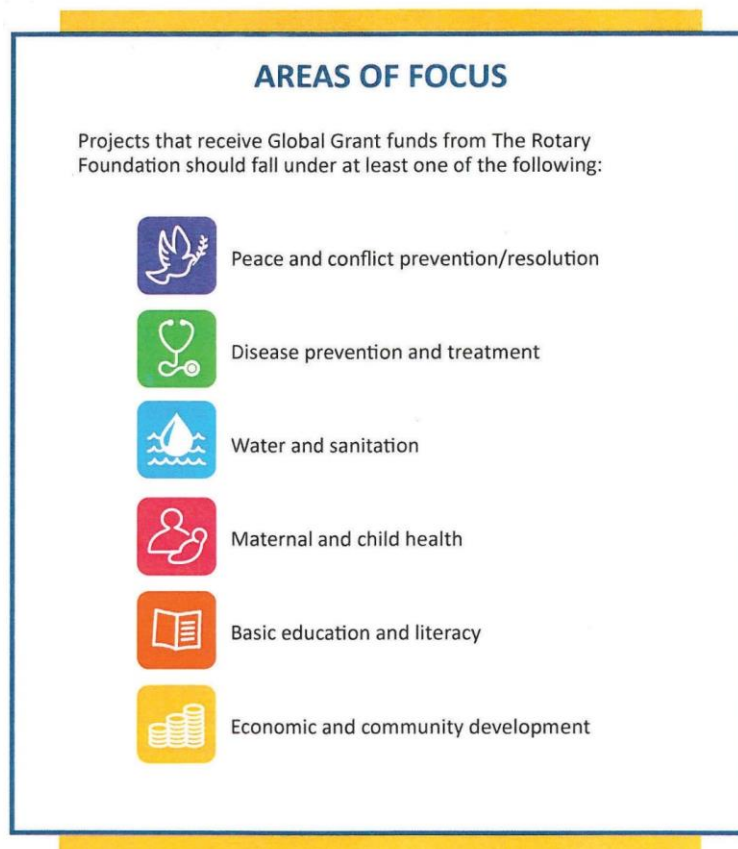 AREAS OF FOCUS
Projects that receive Global Grant funds from The Rotary
Foundation should fall under at least one of the following:
Peace and conflict prevention/resolution
Disease prevention and treatment
Water and sanitation
Maternal and child health
Basic education and literacy
Economic and community development